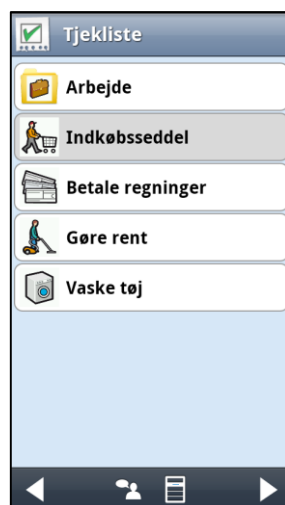 Tjekliste
Arbejde
Indkøbsseddel
Betale regninger
Gøre rent
Vaske tøj